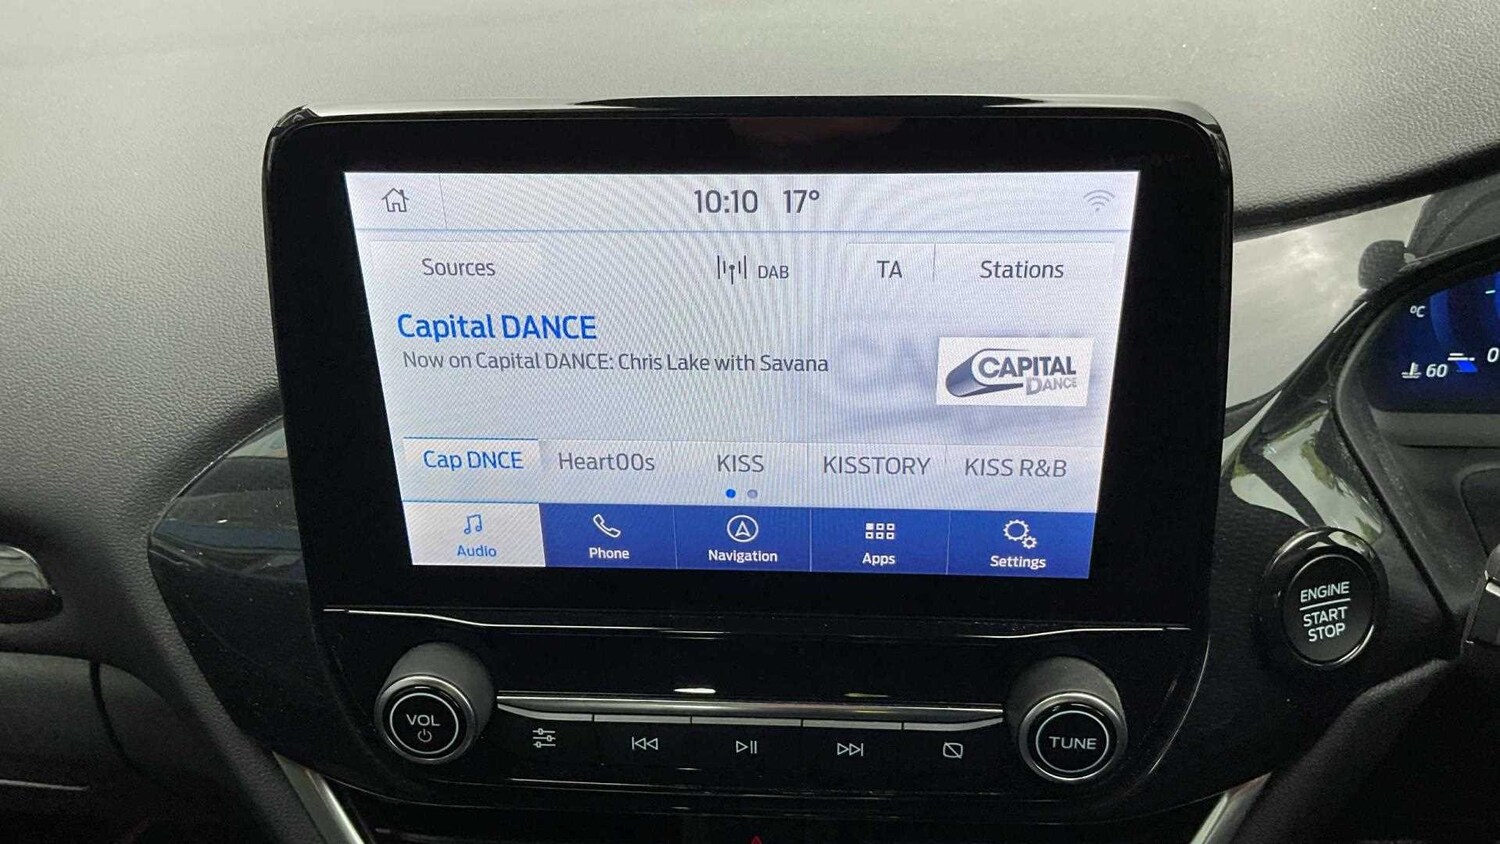 10:10 17°
Sources
DAB
TA
Stations
Capital DANCE
Now on Capital DANCE: Chris Lake with Savana
CAPITAL
DANCE
Cap DNCE
Heart00s
KISS
KISSTORY
KISS R&B
Audio
Phone
Navigation
Apps
Settings
°C
60
0
ENGINE
START
STOP
VOL
TUNE